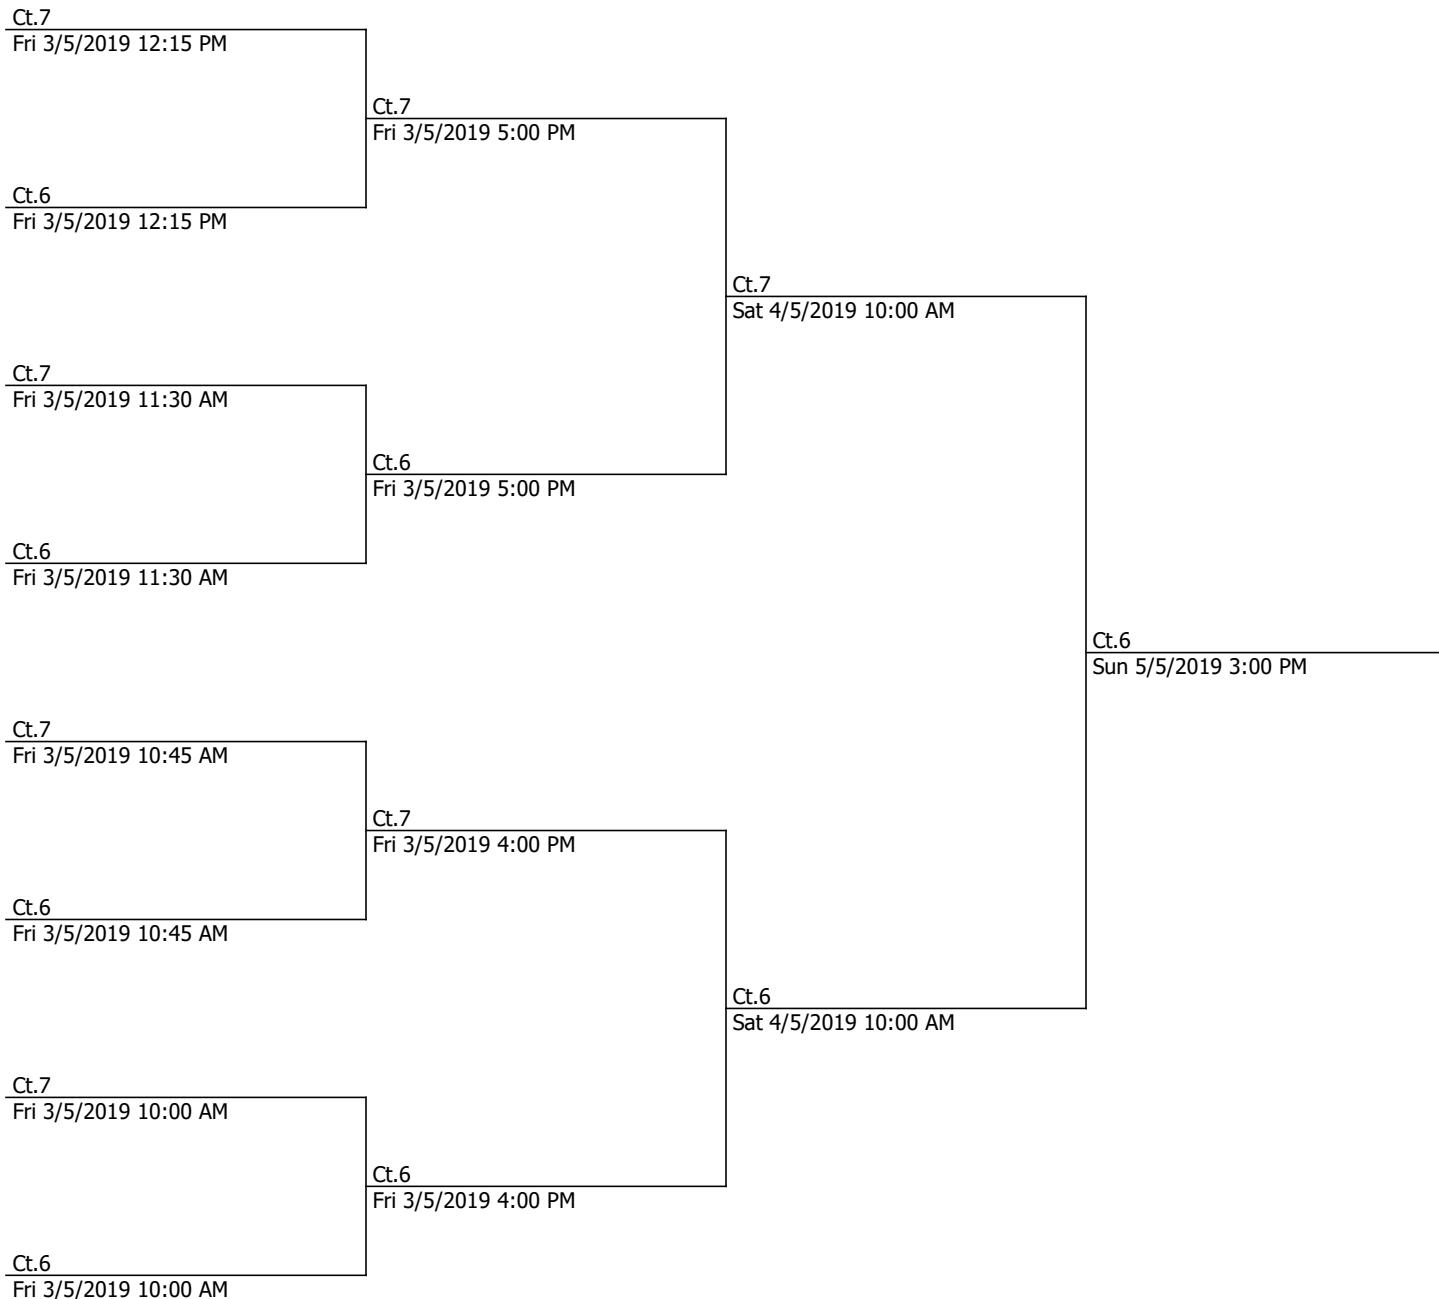 Ct.7
Fri 3/5/2019 12:15 PM
Ct.7
Fri 3/5/2019 5:00 PM
Ct.6
Fri 3/5/2019 12:15 PM
Ct.7
Sat 4/5/2019 10:00 AM
Ct.7
Fri 3/5/2019 11:30 AM
Ct.6
Fri 3/5/2019 5:00 PM
Ct.6
Fri 3/5/2019 11:30 AM
Ct.6
Sun 5/5/2019 3:00 PM
Ct.7
Fri 3/5/2019 10:45 AM
Ct.7
Fri 3/5/2019 4:00 PM
Ct.6
Fri 3/5/2019 10:45 AM
Ct.6
Sat 4/5/2019 10:00 AM
Ct.7
Fri 3/5/2019 10:00 AM
Ct.6
Fri 3/5/2019 4:00 PM
Ct.6
Fri 3/5/2019 10:00 AM